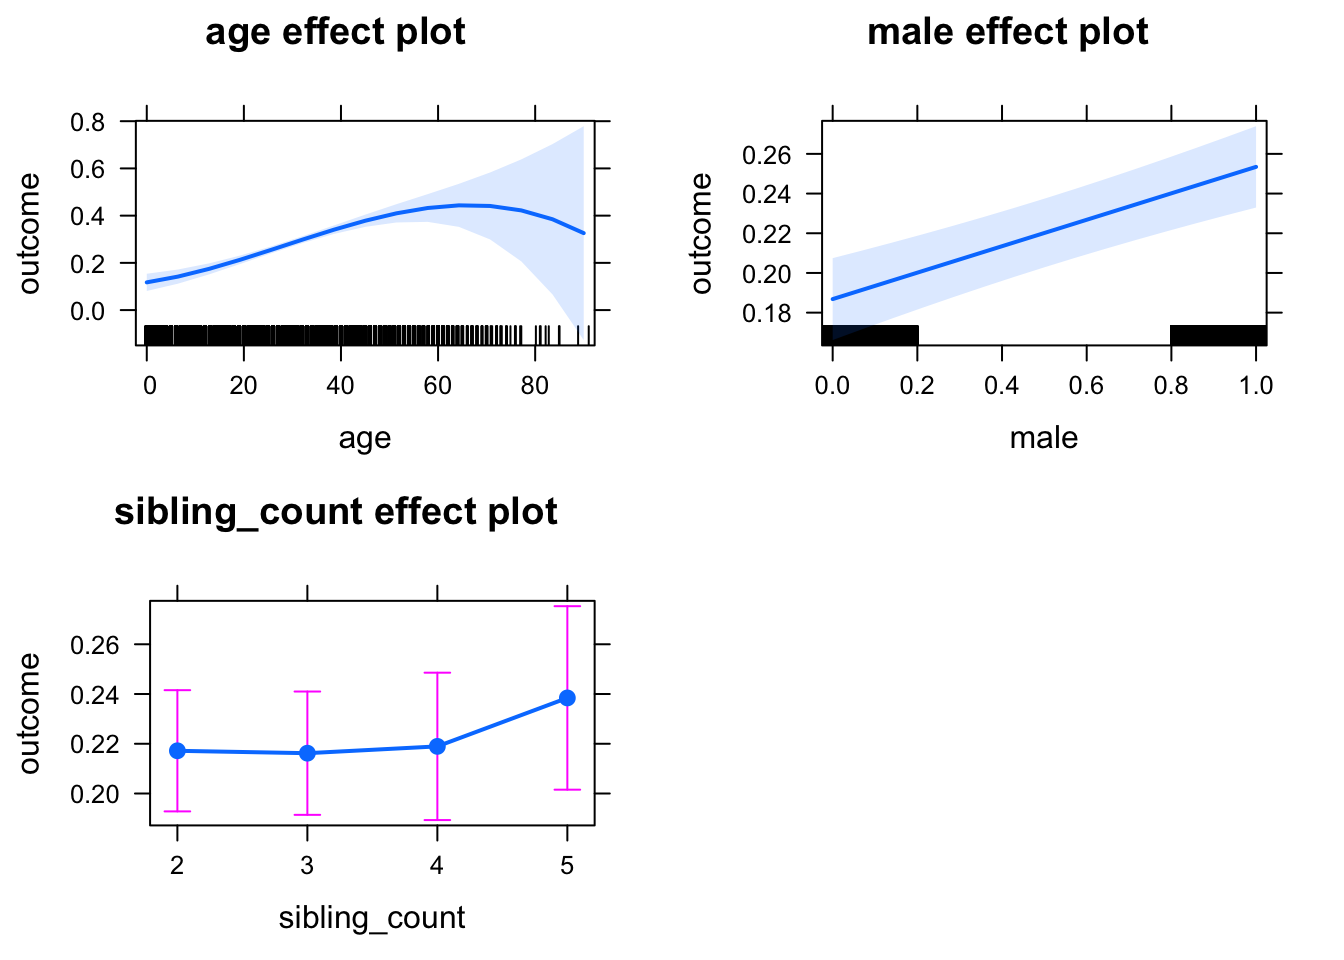 age effect plot
outcome
0.8
0.6
0.4
0.2
0.0
0 20 40 60 80
age
male effect plot
outcome
0.26
0.24
0.22
0.20
0.18
0.0 0.2 0.4 0.6 0.8 1.0
male
sibling_count effect plot
outcome
0.26
0.24
0.22
0.20
2 3 4 5
sibling_count